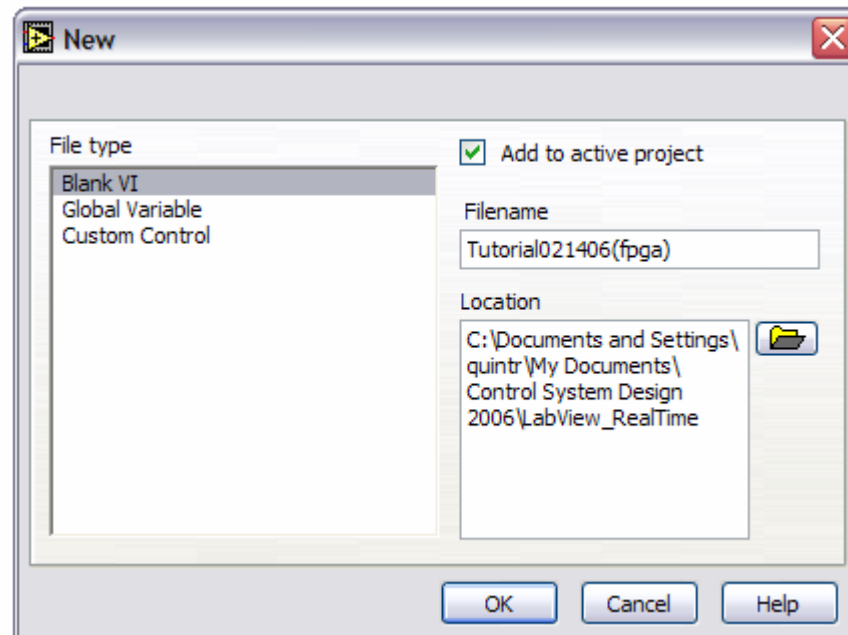 New
File type
Blank VI
Global Variable
Custom Control
Add to active project
Filename
Tutorial021406(fpga)
Location
C:\Documents and Settings\
quintr\My Documents\
Control System Design
2006\LabView_RealTime
OK
Cancel
Help